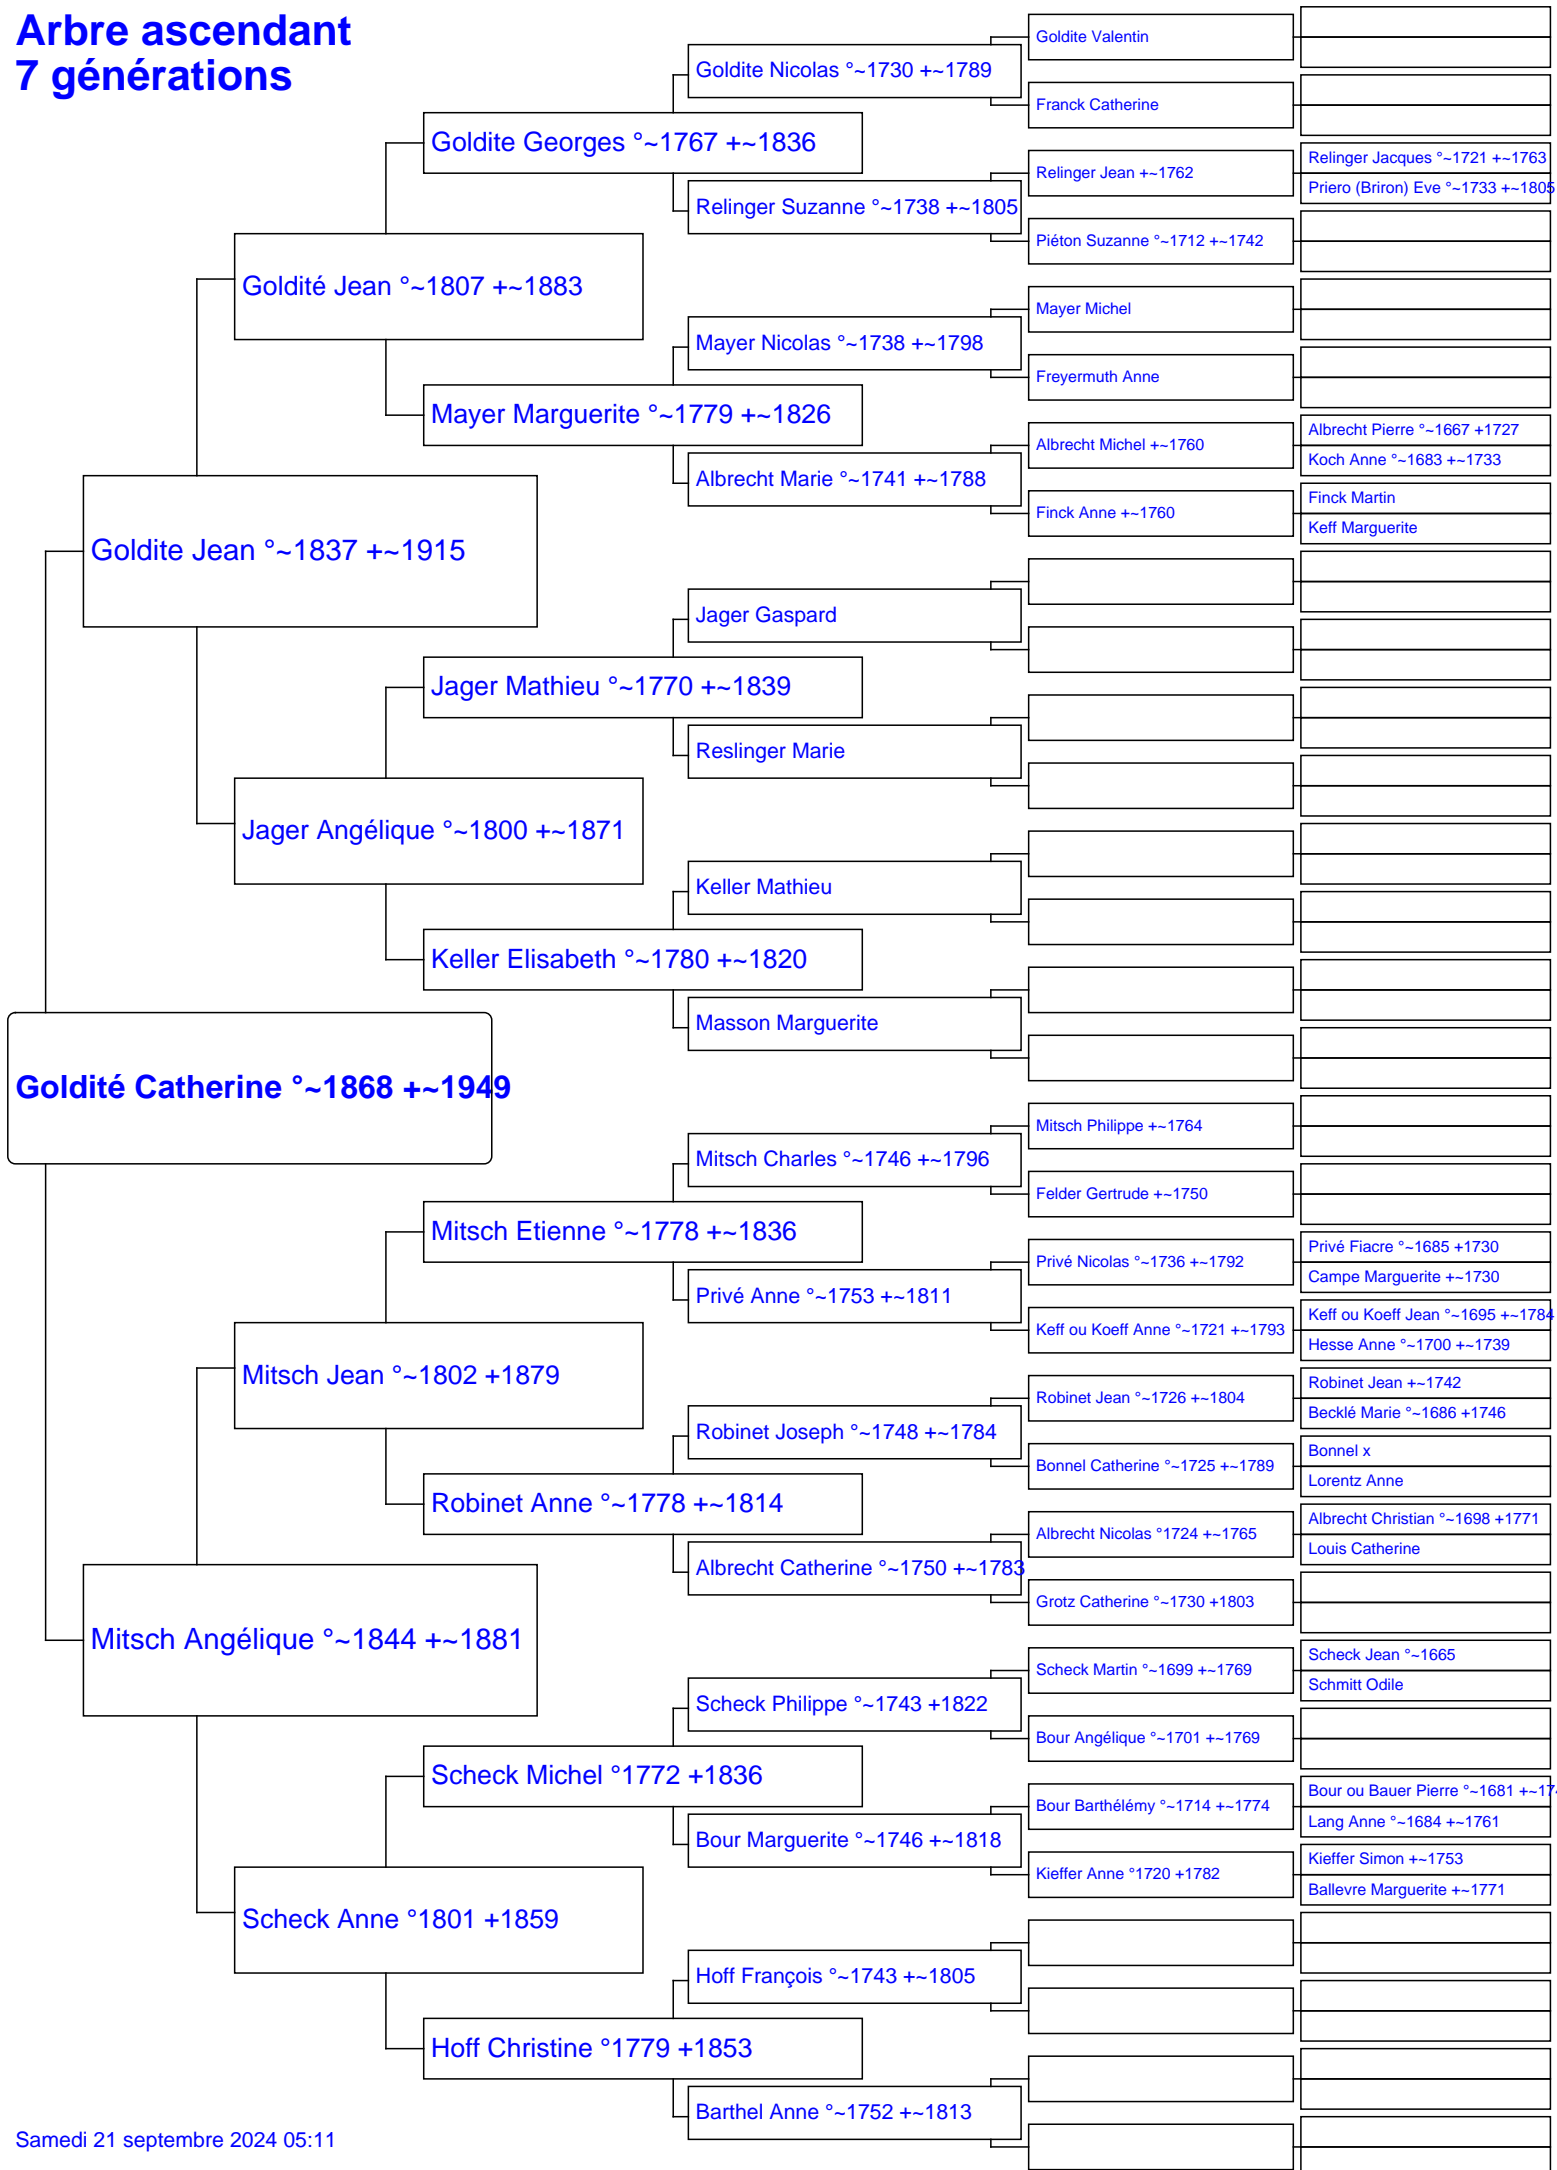 Arbre ascendant
7 générations
Goldité Catherine °~1868 +~1949
Goldite Jean °~1837 +~1915
Mitsch Angélique °~1844 +~1881
Goldité Jean °~1807 +~1883
Jager Angélique °~1800 +~1871
Mitsch Jean °~1802 +1879
Scheck Anne °1801 +1859
Goldite Georges °~1767 +~1836
Mayer Marguerite °~1779 +~1826
Jager Mathieu °~1770 +~1839
Keller Elisabeth °~1780 +~1820
Mitsch Etienne °~1778 +~1836
Robinet Anne °~1778 +~1814
Scheck Michel °1772 +1836
Hoff Christine °1779 +1853
Goldite Nicolas °~1730 +~1789
Relinger Suzanne °~1738 +~1805
Mayer Nicolas °~1738 +~1798
Albrecht Marie °~1741 +~1788
Jager Gaspard
Reslinger Marie
Keller Mathieu
Masson Marguerite
Mitsch Charles °~1746 +~1796
Privé Anne °~1753 +~1811
Robinet Joseph °~1748 +~1784
Albrecht Catherine °~1750 +~1783
Scheck Philippe °~1743 +1822
Bour Marguerite °~1746 +~1818
Hoff François °~1743 +~1805
Barthel Anne °~1752 +~1813
Goldite Valentin
Franck Catherine
Relinger Jean +~1762
Piéton Suzanne °~1712 +~1742
Mayer Michel
Freyermuth Anne
Albrecht Michel +~1760
Finck Anne +~1760
Mitsch Philippe +~1764
Felder Gertrude +~1750
Privé Nicolas °~1736 +~1792
Keff ou Koeff Anne °~1721 +~1793
Robinet Jean °~1726 +~1804
Bonnel Catherine °~1725 +~1789
Albrecht Nicolas °1724 +~1765
Grotz Catherine °~1730 +1803
Scheck Martin °~1699 +~1769
Bour Angélique °~1701 +~1769
Bour Barthélémy °~1714 +~1774
Kieffer Anne °1720 +1782
Relinger Jacques °~1721 +~1763
Priero (Briron) Eve °~1733 +~1805
Albrecht Pierre °~1667 +1727
Koch Anne °~1683 +~1733
Finck Martin
Keff Marguerite
Privé Fiacre °~1685 +1730
Campe Marguerite +~1730
Keff ou Koeff Jean °~1695 +~1784
Hesse Anne °~1700 +~1739
Robinet Jean +~1742
Becklé Marie °~1686 +1746
Bonnel x
Lorentz Anne
Albrecht Christian °~1698 +1771
Louis Catherine
Scheck Jean °~1665
Schmitt Odile
Bour ou Bauer Pierre °~1681
Lang Anne °~1684 +~1761
Kieffer Simon +~1753
Ballevre Marguerite +~1771
Samedi 21 septembre 2024 05:11